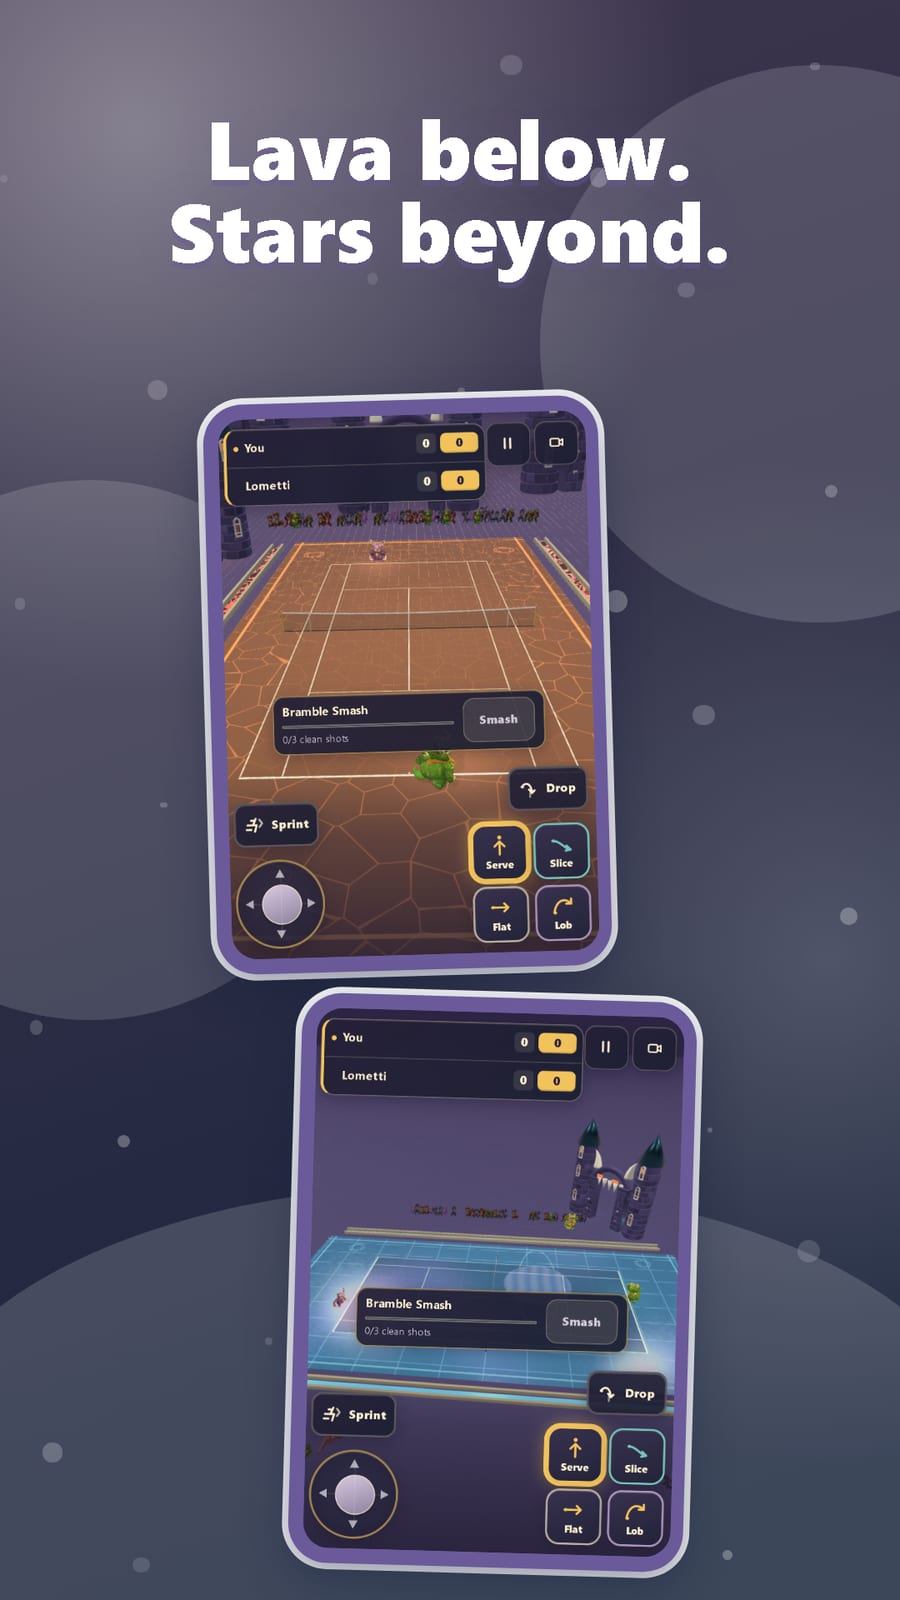 Lava below.
Stars beyond.
You 0 0
Lometti 0 0
Bramble Smash
0/3 clean shots
Smash
Drop
Sprint
Serve
Slice
Flat
Lob
You 0 0
Lometti 0 0
Bramble Smash
0/3 clean shots
Smash
Drop
Sprint
Serve
Slice
Flat
Lob